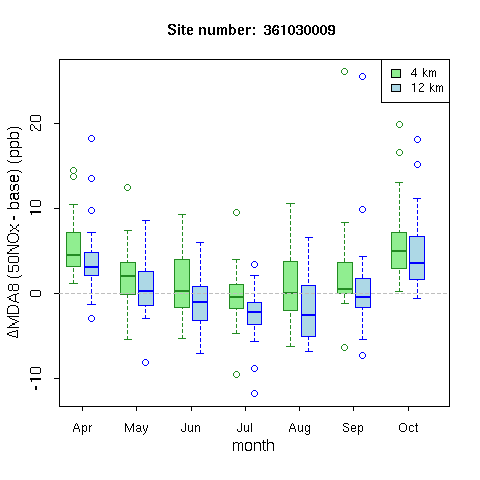 Site number: 361030009
4 km
12 km
ΔMDA8 (50NOx - base) (ppb)
20
10
0
-10
Apr May Jun Jul Aug Sep Oct
month